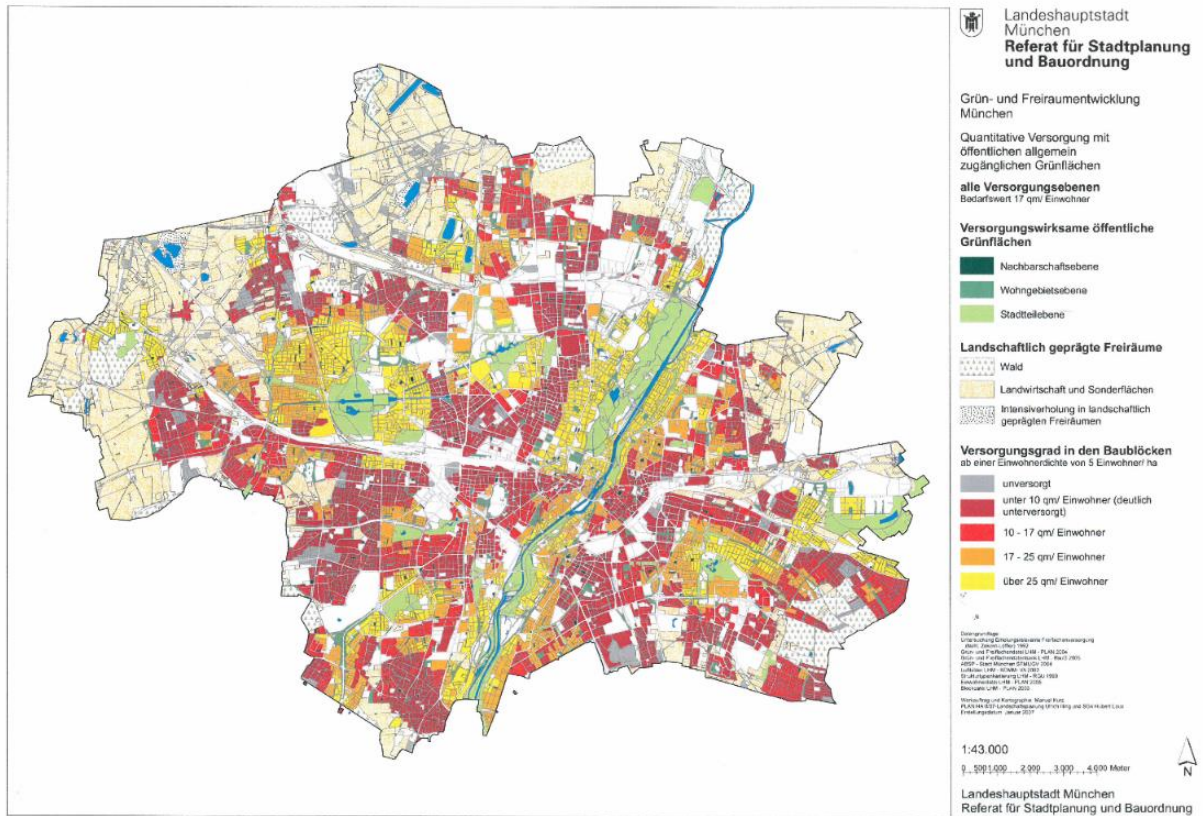 Landeshauptstadt
München
Referat für Stadtplanung
und Bauordnung
Grün- und Freiraumentwicklung
München
Quantitative Versorgung mit
öffentlichen allgemein
zugänglichen Grünflächen
alle Versorgungsebenen
Bedarfswert 17 qm/ Einwohner
Versorgungswirksame öffentliche
Grünflächen
Nachbarschaftsebene
Wohngebietsebene
Stadtteilebene
Landschaftlich geprägte Freiräume
Wald
Landwirtschaft und Sonderflächen
Intensiverholung in landschaftlich
geprägten Freiräumen
Versorgungsgrad in den Baublöcken
ab einer Einwohnerdichte von 5 Einwohner/ ha
unversorgt
unter 10 qm/ Einwohner (deutlich
unterversorgt)
10 - 17 qm/ Einwohner
17 - 25 qm/ Einwohner
über 25 qm/ Einwohner
Datengrundlage:
1:43.000
0 500 1.000 2.000 3.000 4.000 Meter
N
Landeshauptstadt München
Referat für Stadtplanung und Bauordnung